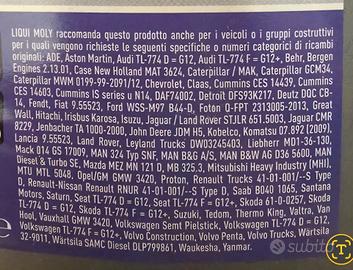 LIQUI MOLY raccomanda questo prodotto anche per i veicoli o i gruppi costruttivi
per i quali vengono richieste le seguenti specifiche o numeri categorici di ricambi
originali: ADE, Aston Martin, Audi TL-774 D = G12, Audi TL-774 F = G12+, Behr, Bergen
Engines 2.13.01, Case New Holland MAT 3624, Caterpillar / MAK, Caterpillar GCM34,
Caterpillar MWM 0199-99-2091/12, Chevrolet, Claas, Cummins CES 14439, Cummins
CES 14603, Cummins IS series u N14, DAF74002, Detroit DFS93K217, Deutz DQC CB-
14, Fendt, Fiat 9.55523, Ford WSS-M97 B44-D, Foton Q-FPT 2313005-2013, Great
Wall, Hitachi, Irisbus Karosa, Isuzu, Jaguar / Land Rover STJLR 651.5003, Jaguar CMR
8229, Jenbacher TA 1000-2000, John Deere JDM H5, Kobelco, Komatsu 07.892 (2009),
Lancia 9.55523, Land Rover, Leyland Trucks DW03245403, Liebherr MD1-36-130,
Mack 014 GS 17009, MAN 324 Typ SNF, MAN B&G A/S, MAN B&W AG D36 5600, MAN
Diesel & Turbo SE, Mazda MEZ MN 121 D, MB 325.3, Mitsubishi Heavy Industry (MHI),
MTU MTL 5048, Opel/GM GMW 3420, Proton, Renault Trucks 41-01-001/--S Type
D, Renault-Nissan Renault RNUR 41-01-001/--S Type D, Saab B040 1065, Santana
Motors, Saturn, Seat TL-774 D = G12, Seat TL-774 F = G12+, Skoda 61-0-0257, Skoda
TL-774 D = G12, Skoda TL-774 F = G12+, Suzuki, Tedom, Thermo King, Valtra, Van
Hool, Vauxhall GMW 3420, Volkswagen Semt Pielstick, Volkswagen TL-774 D = G12,
Volkswagen TL-774 F = G12+, Volvo Construction, Volvo Penta, Volvo Trucks, Wärtsilä
32-9011, Wärtsila SAMC Diesel DLP799861, Waukesha, Yanmar.
subito